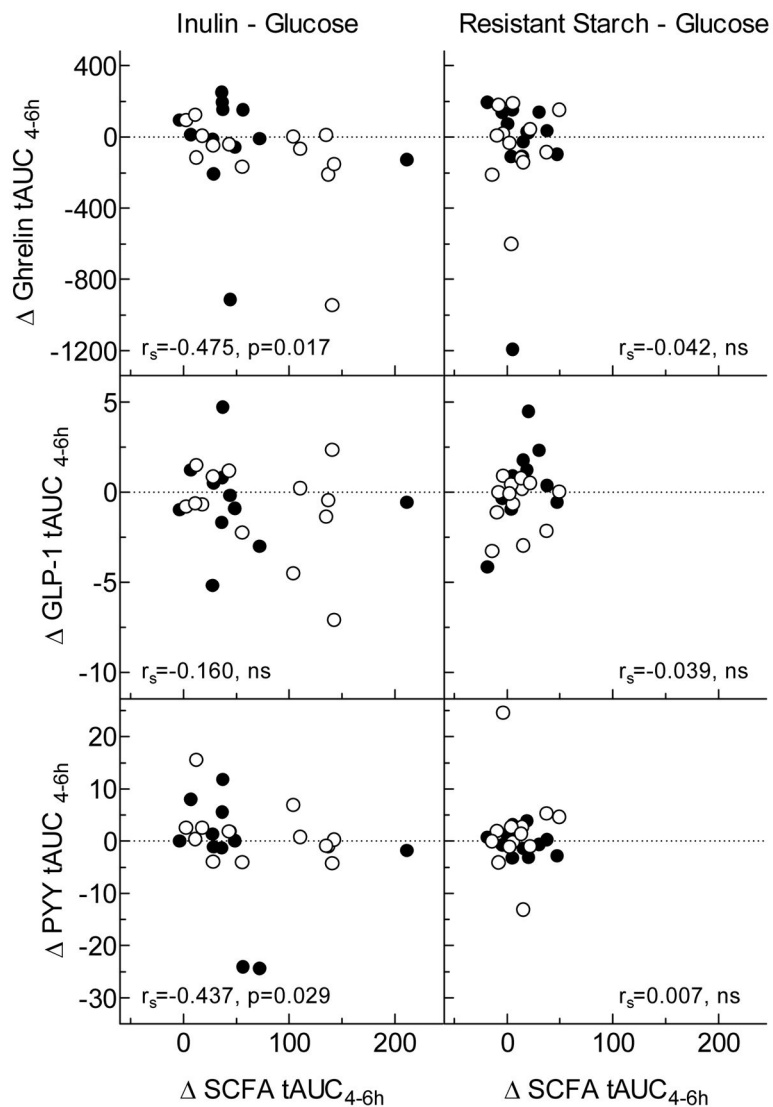 Inulin - Glucose
Resistant Starch - Glucose
400
0
-400
-800
-1200
Δ Ghrelin tAUC 4-6h
rs=-0.475, p=0.017
rs=-0.042, ns
5
0
-5
-10
Δ GLP-1 tAUC 4-6h
rs=-0.160, ns
rs=-0.039, ns
20
10
0
-10
-20
-30
Δ PYY tAUC 4-6h
rs=-0.437, p=0.029
rs=0.007, ns
0 100 200
0 100 200
Δ SCFA tAUC4-6h
Δ SCFA tAUC4-6h